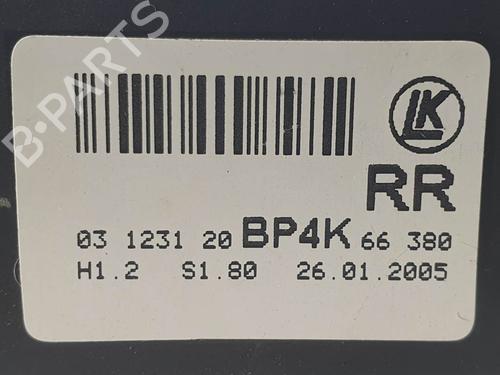 B-PARTS
LK
RR
03 1231 20 BP4K 66 380
H1.2 S1.80 26.01.2005